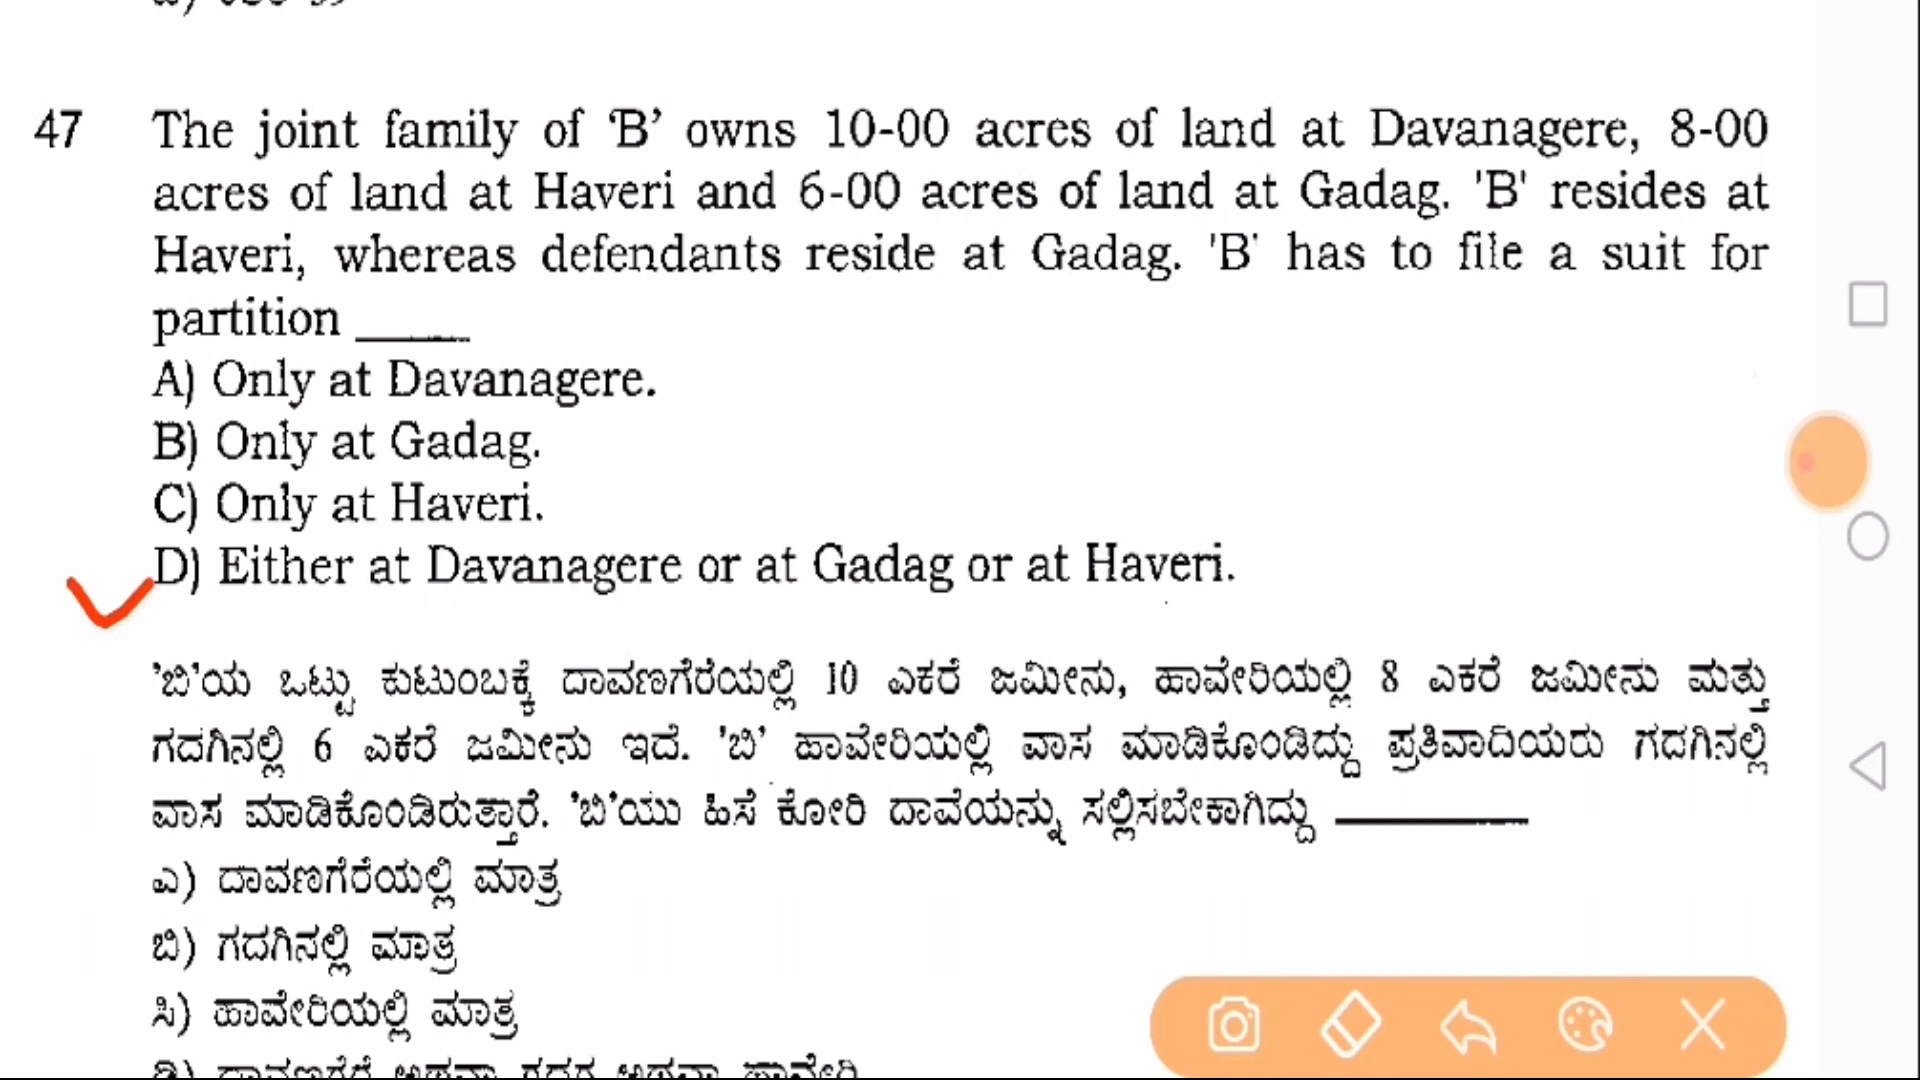 47 The joint family of 'B' owns 10-00 acres of land at Davanagere, 8-00
acres of land at Haveri and 6-00 acres of land at Gadag. 'B' resides at
Haveri, whereas defendants reside at Gadag. 'B' has to file a suit for
partition ____
A) Only at Davanagere.
B) Only at Gadag.
C) Only at Haveri.
D) Either at Davanagere or at Gadag or at Haveri.
'ಬಿ'ಯ ಒಟ್ಟು ಕುಟುಂಬಕ್ಕೆ ದಾವಣಗೆರೆಯಲ್ಲಿ 10 ಎಕರೆ ಜಮೀನು, ಹಾವೇರಿಯಲ್ಲಿ 8 ಎಕರೆ ಜಮೀನು ಮತ್ತು
ಗದಗಿನಲ್ಲಿ 6 ಎಕರೆ ಜಮೀನು ಇದೆ. 'ಬಿ' ಹಾವೇರಿಯಲ್ಲಿ ವಾಸ ಮಾಡಿಕೊಂಡಿದ್ದು ಪ್ರತಿವಾದಿಯರು ಗದಗಿನಲ್ಲಿ
ವಾಸ ಮಾಡಿಕೊಂಡಿರುತ್ತಾರೆ. 'ಬಿ'ಯು ಹಿಸೆ ಕೋರಿ ದಾವೆಯನ್ನು ಸಲ್ಲಿಸಬೇಕಾಗಿದ್ದು ____
ಎ) ದಾವಣಗೆರೆಯಲ್ಲಿ ಮಾತ್ರ
ಬಿ) ಗದಗಿನಲ್ಲಿ ಮಾತ್ರ
ಸಿ) ಹಾವೇರಿಯಲ್ಲಿ ಮಾತ್ರ
ಡಿ) ದಾವಣಗೆರೆ ಅಥವಾ ಗದಗ ಅಥವಾ ಹಾವೇರಿ